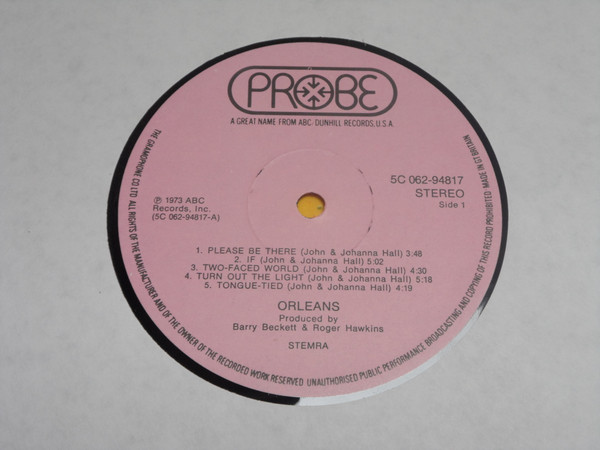 PROBE
A GREAT NAME FROM ABC-DUNHILL RECORDS, U.S.A.
5C 062-94817
STEREO
Side 1
℗ 1973 ABC
Records, Inc.
(5C 062-94817-A)
1. PLEASE BE THERE (John & Johanna Hall) 3:48
2. IF (John & Johanna Hall) 5:02
3. TWO-FACED WORLD (John & Johanna Hall) 4:30
4. TURN OUT THE LIGHT (John & Johanna Hall) 5:18
5. TONGUE-TIED (John & Johanna Hall) 4:19
ORLEANS
Produced by
Barry Beckett & Roger Hawkins
STEMRA
THE GRAMOPHONE CO LTD ALL RIGHTS OF THE MANUFACTURER AND OF THE OWNER OF THE RECORDED WORK RESERVED UNAUTHORISED PUBLIC PERFORMANCE BROADCASTING AND COPYING OF THIS RECORD PROHIBITED MADE IN GT BRITAIN